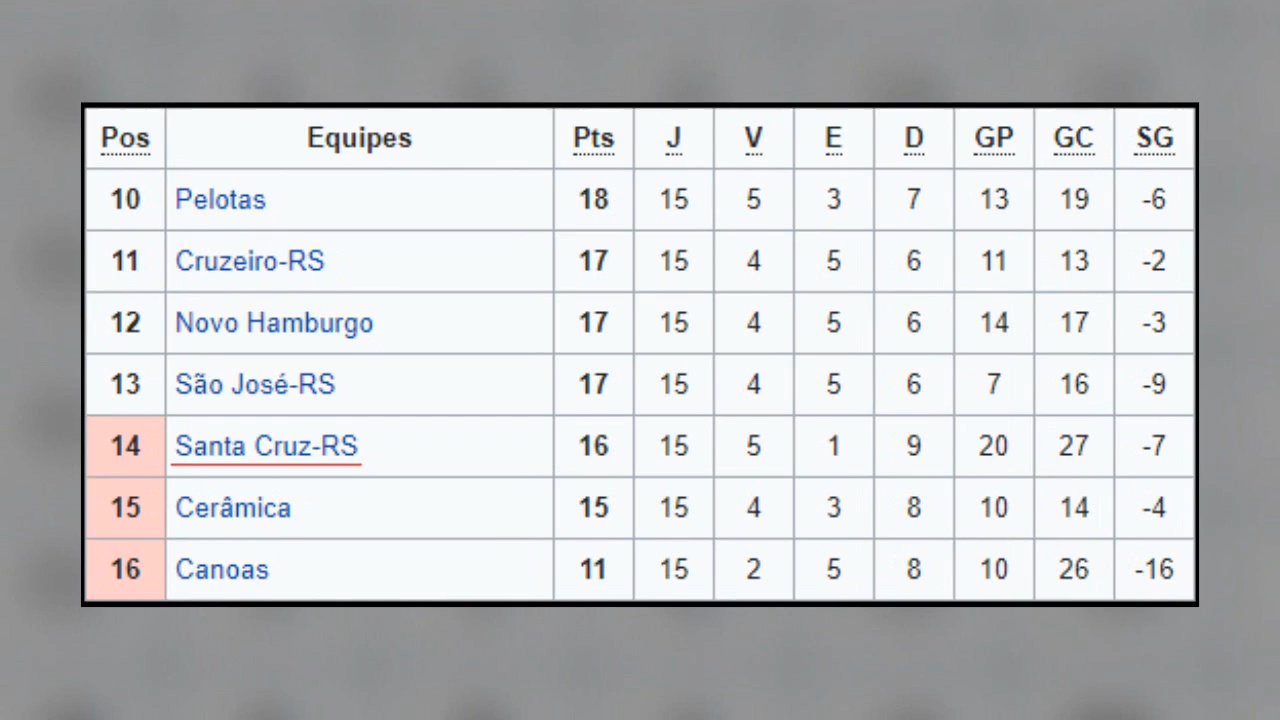 Pos Equipes Pts J V E D GP GC SG
10 Pelotas 18 15 5 3 7 13 19 -6
11 Cruzeiro-RS 17 15 4 5 6 11 13 -2
12 Novo Hamburgo 17 15 4 5 6 14 17 -3
13 São José-RS 17 15 4 5 6 7 16 -9
14 Santa Cruz-RS 16 15 5 1 9 20 27 -7
15 Cerâmica 15 15 4 3 8 10 14 -4
16 Canoas 11 15 2 5 8 10 26 -16